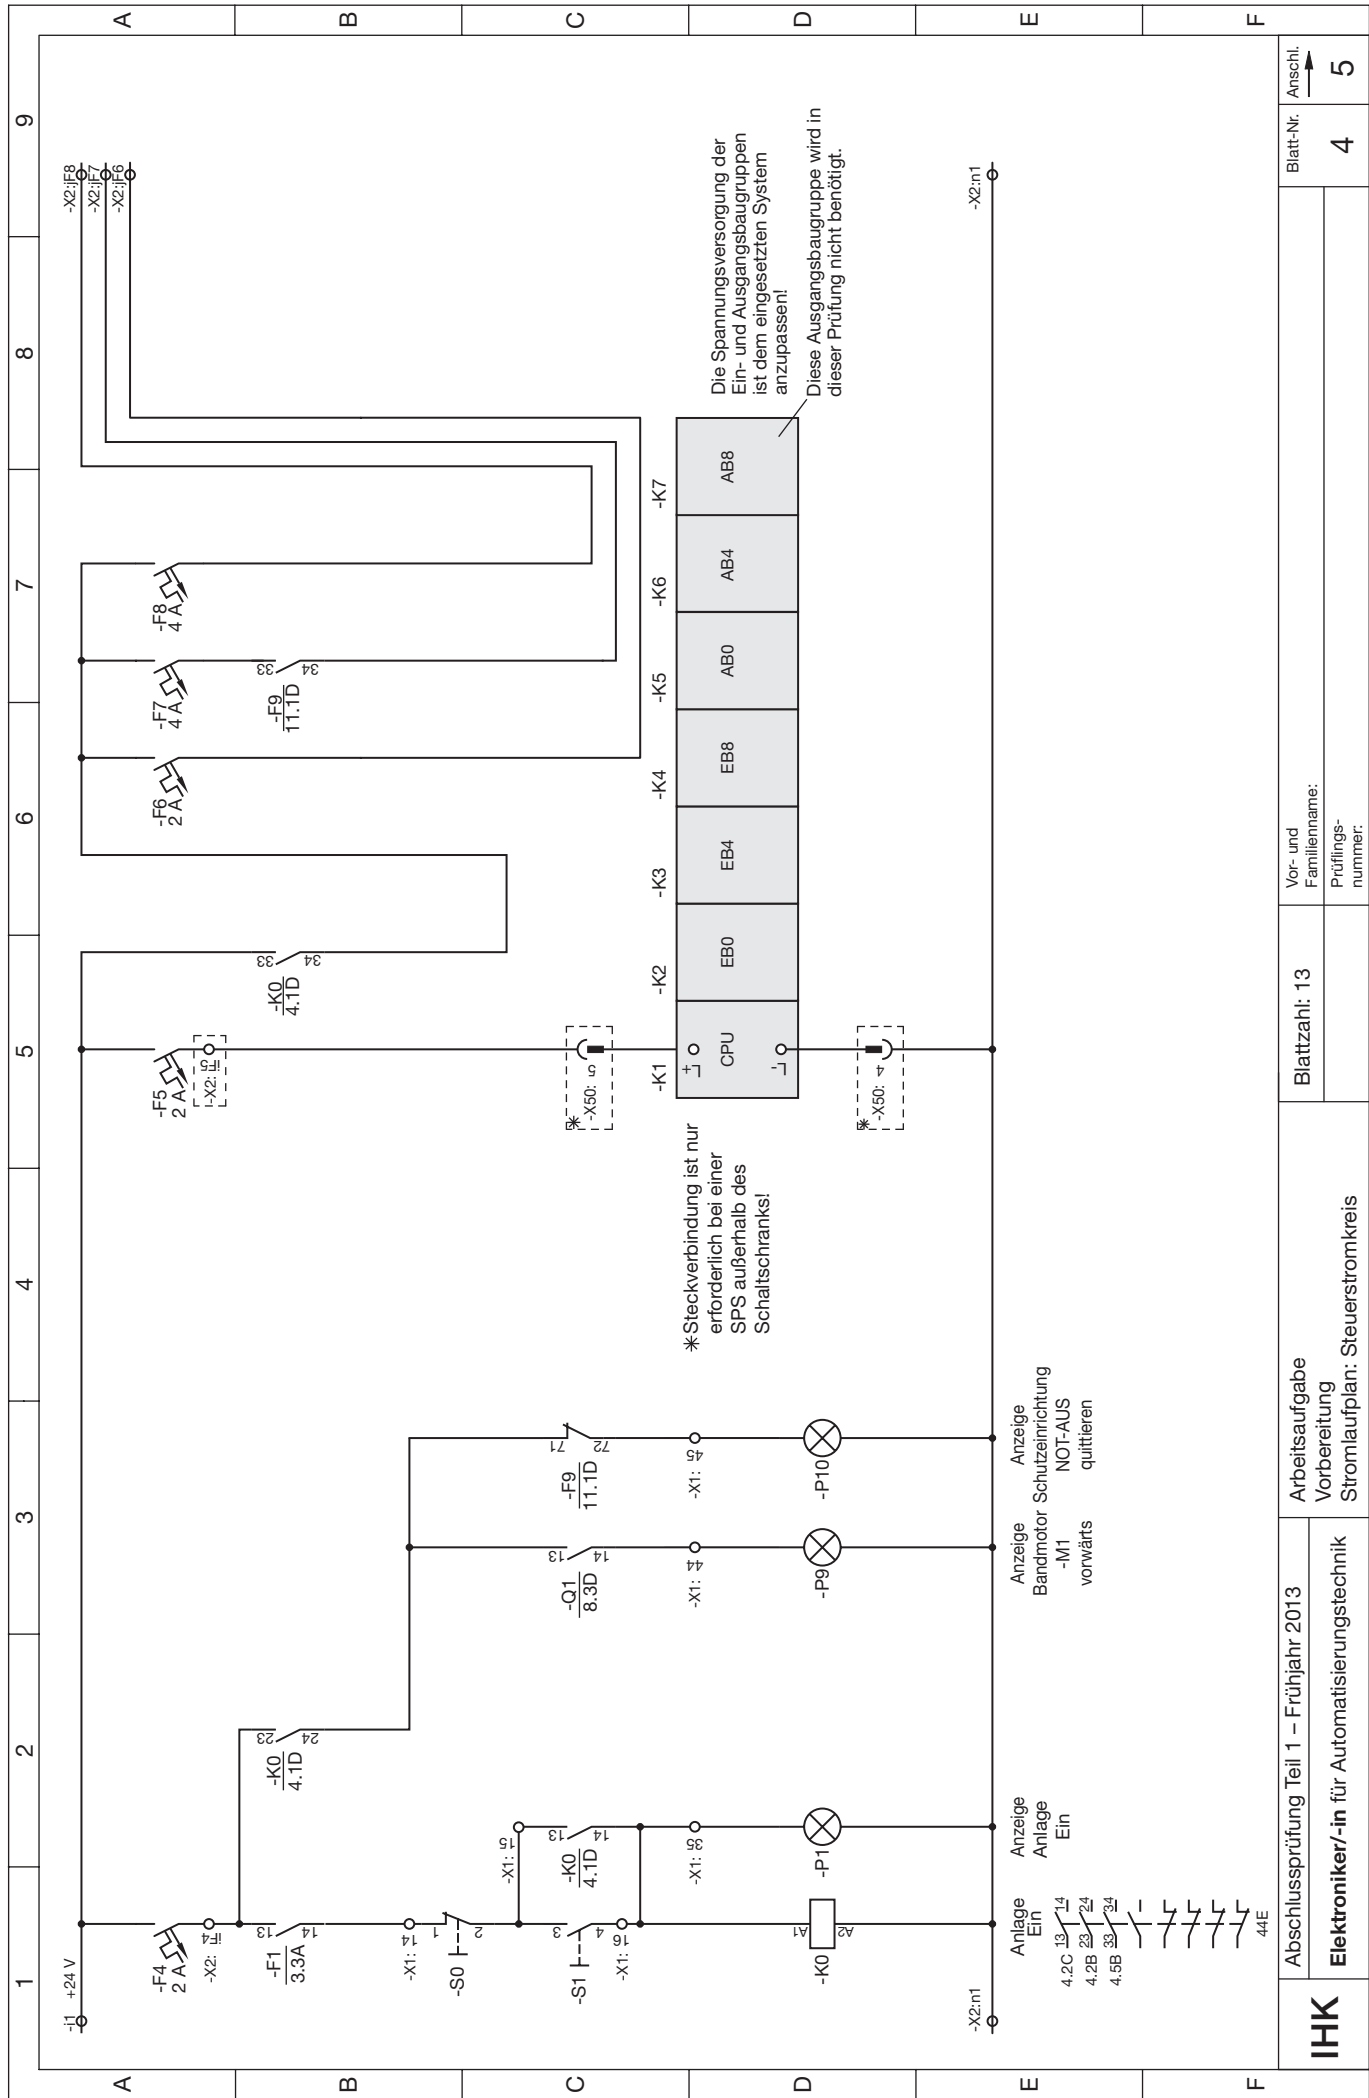 1 2 3 4 5 6 7 8 9
A A
B B
C C
D D
E E
F F
-i1 +24 V
-X2:jF8
-X2:jF7
-X2:jF6
-F4
2 A
-X2: iF4
-F1
3.3A
13
14
-X1: 14
-S0
1
2
-S1
3
4
-X1: 16
-K0
A1
A2
-X1: 15
-K0
4.1D
13
14
-X1: 35
-P1
-K0
4.1D
23
24
-Q1
8.3D
13
14
-X1: 44
-P9
-F9
11.1D
71
72
-X1: 45
-P10
-F5
2 A
-X2: iF5
-K0
4.1D
33
34
-F6
2 A
-F7
4 A
-F9
11.1D
33
34
-F8
4 A
✳
-X50: 5
✳Steckverbindung ist nur
erforderlich bei einer
SPS außerhalb des
Schaltschranks!
-K1 -K2 -K3 -K4 -K5 -K6 -K7
L+
CPU EB0 EB4 EB8 AB0 AB4 AB8
L-
✳
-X50: 4
Die Spannungsversorgung der
Ein- und Ausgangsbaugruppen
ist dem eingesetzten System
anzupassen!
Diese Ausgangsbaugruppe wird in
dieser Prüfung nicht benötigt.
-X2:n1 -X2:n1
Anlage
Ein
4.2C 13 14
4.2B 23 24
4.5B 33 34
44E
Anzeige
Anlage
Ein
Anzeige
Bandmotor
-M1
vorwärts
Anzeige
Schutzeinrichtung
NOT-AUS
quittieren
IHK
Abschlussprüfung Teil 1 – Frühjahr 2013
Elektroniker/-in für Automatisierungstechnik
Arbeitsaufgabe
Vorbereitung
Stromlaufplan: Steuerstromkreis
Blattzahl: 13
Vor- und
Familienname:
Prüflings-
nummer:
Blatt-Nr.
4
Anschl.
5